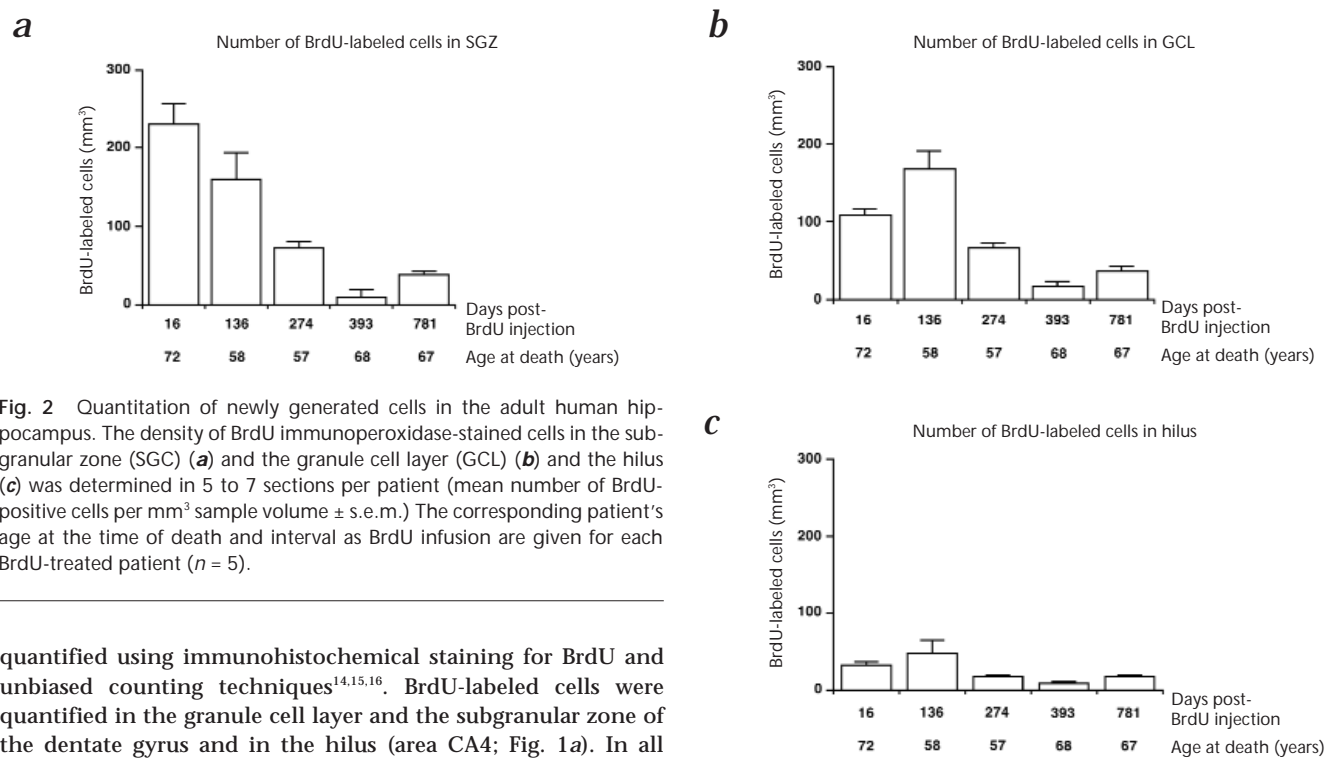 a
Number of BrdU-labeled cells in SGZ
BrdU-labeled cells (mm³)
300
200
100
0
16 136 274 393 781 Days post-
BrdU injection
72 58 57 68 67 Age at death (years)
Fig. 2 Quantitation of newly generated cells in the adult human hip-
pocampus. The density of BrdU immunoperoxidase-stained cells in the sub-
granular zone (SGC) (a) and the granule cell layer (GCL) (b) and the hilus
(c) was determined in 5 to 7 sections per patient (mean number of BrdU-
positive cells per mm³ sample volume ± s.e.m.) The corresponding patient's
age at the time of death and interval as BrdU infusion are given for each
BrdU-treated patient (n = 5).
quantified using immunohistochemical staining for BrdU and
unbiased counting techniques¹⁴,¹⁵,¹⁶. BrdU-labeled cells were
quantified in the granule cell layer and the subgranular zone of
the dentate gyrus and in the hilus (area CA4; Fig. 1a). In all
b
Number of BrdU-labeled cells in GCL
BrdU-labeled cells (mm³)
300
200
100
0
16 136 274 393 781 Days post-
BrdU injection
72 58 57 68 67 Age at death (years)
c
Number of BrdU-labeled cells in hilus
BrdU-labeled cells (mm³)
300
200
100
0
16 136 274 393 781 Days post-
BrdU injection
72 58 57 68 67 Age at death (years)